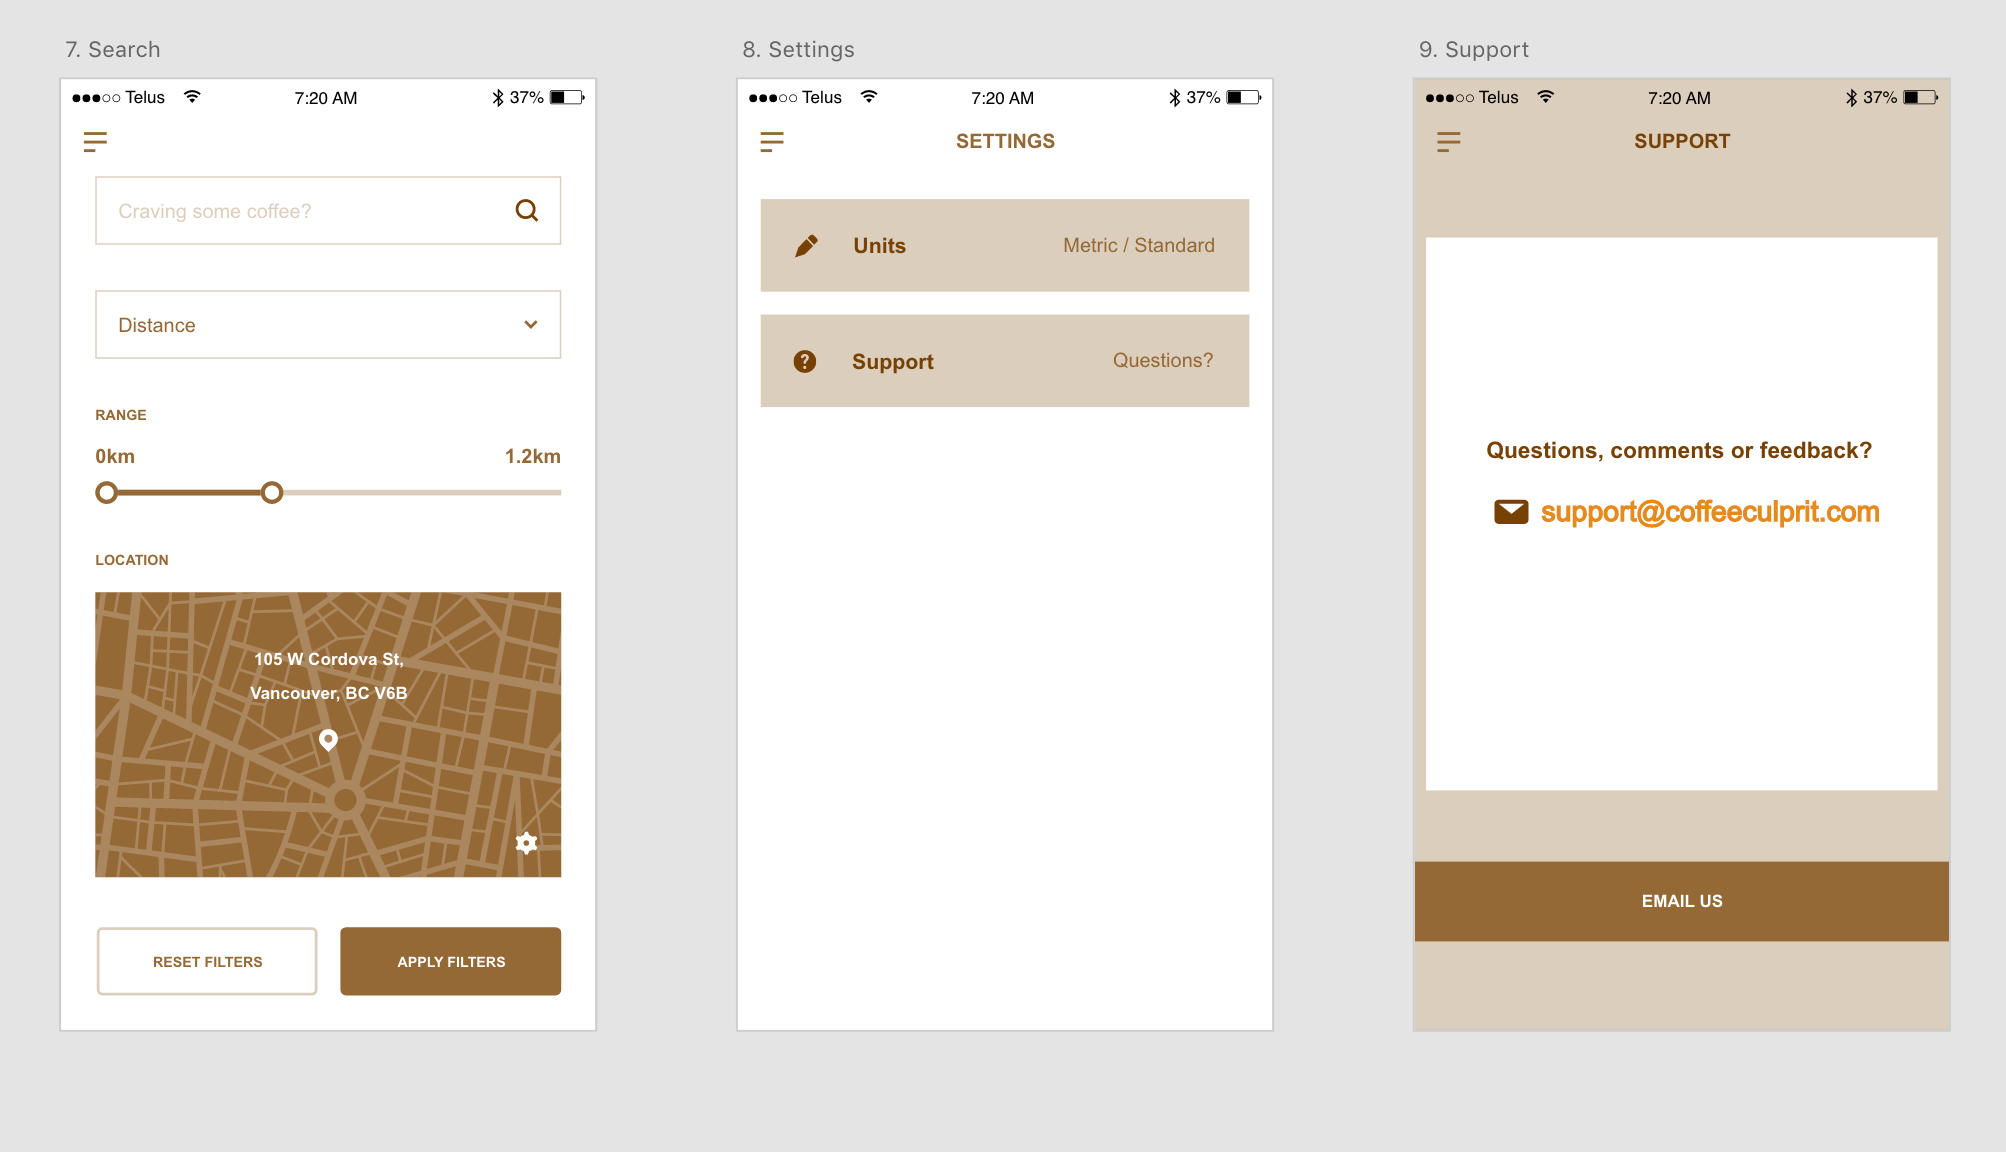 7. Search
Telus 7:20 AM 37%
Craving some coffee?
Distance
RANGE
0km 1.2km
LOCATION
105 W Cordova St,
Vancouver, BC V6B
RESET FILTERS APPLY FILTERS
8. Settings
Telus 7:20 AM 37%
SETTINGS
Units Metric / Standard
Support Questions?
9. Support
Telus 7:20 AM 37%
SUPPORT
Questions, comments or feedback?
support@coffeeculprit.com
EMAIL US